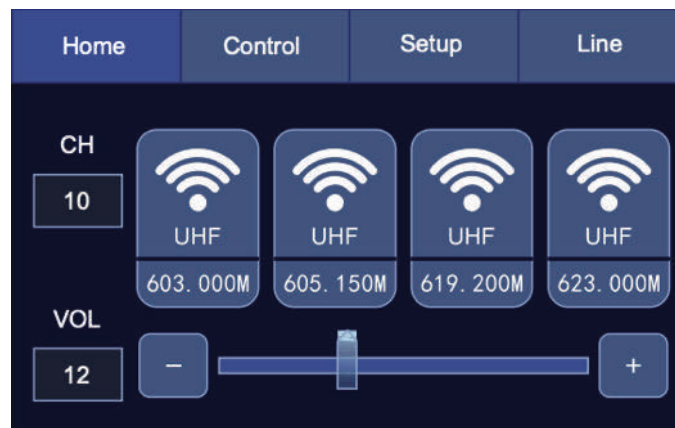 Home Control Setup Line
CH
10
UHF UHF UHF UHF
603.000M 605.150M 619.200M 623.000M
VOL
12
- +